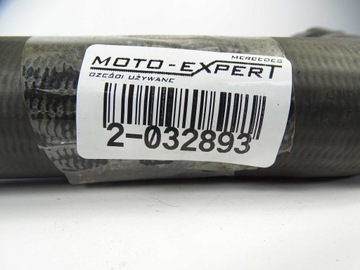 MERCEDES
MOTO-EXPERT
CZĘŚCI UŻYWANE
2-032893